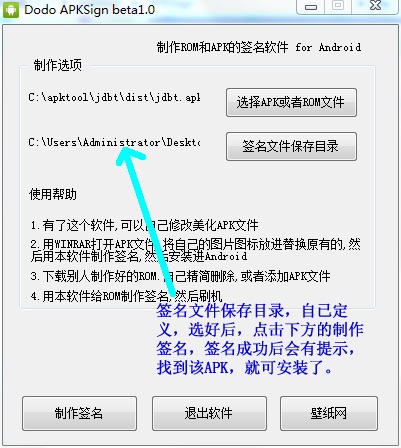 Dodo APKSign beta1.0
制作ROM和APK的签名软件 for Android
制作选项
C:\apktool\jdbt\dist\jdbt.apk
选择APK或者ROM文件
C:\Users\Administrator\Deskto
签名文件保存目录
使用帮助
1.有了这个软件,可以自己修改美化APK文件
2.用WINRAR打开APK文件,将自己的图片图标放进替换原有的,然
后用本软件制作签名,然后安装进Android
3.下载别人制作好的ROM.自己精简删除,或者添加APK文件
4.用本软件给ROM制作签名,然后刷机
签名文件保存目录，自已定
义，选好后，点击下方的制作
签名，签名成功后会有提示，
找到该APK，就可安装了。
制作签名
退出软件
壁纸网